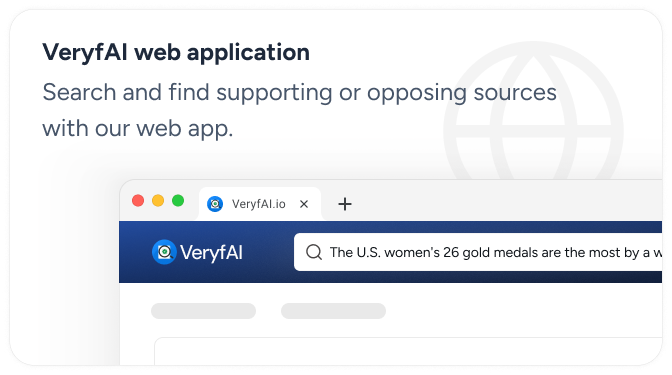 VeryfAI web application
Search and find supporting or opposing sources
with our web app.
VeryfAI.io
VeryfAI
The U.S. women's 26 gold medals are the most by a w